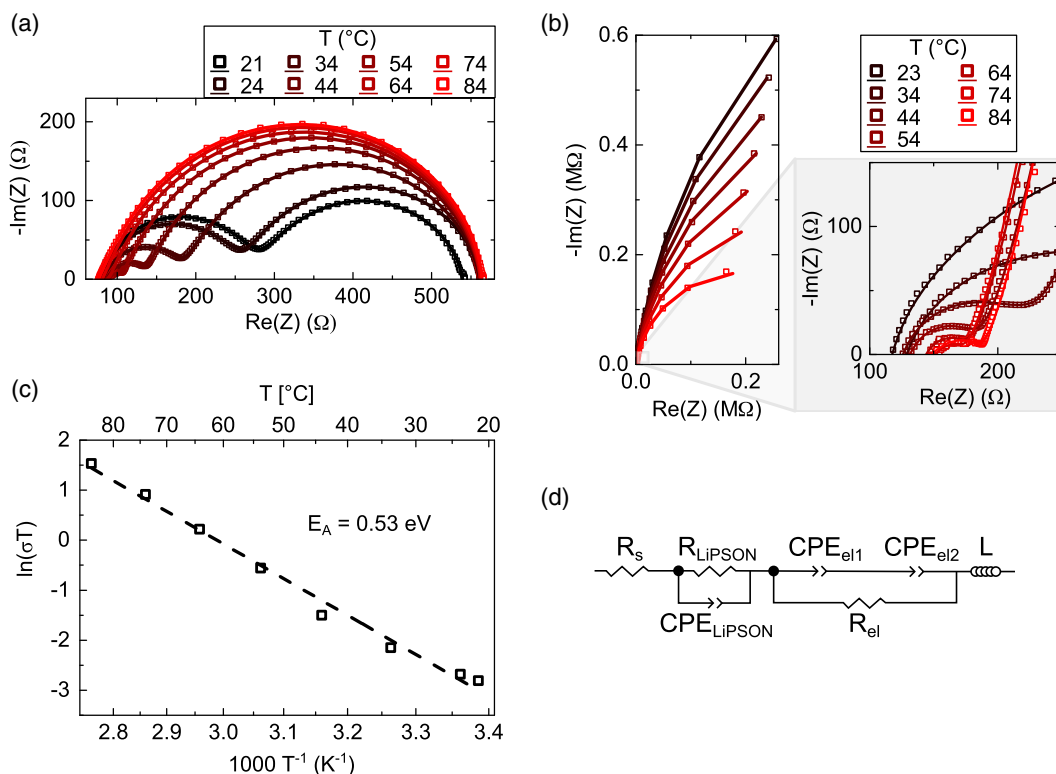 (a)
T (°C)
21 34 54 74
24 44 64 84
200
100
0
-Im(Z) (Ω)
100 200 300 400 500
Re(Z) (Ω)
(b)
0.6
0.4
0.2
0.0
-Im(Z) (MΩ)
0.0 0.2
Re(Z) (MΩ)
T (°C)
23 64
34 74
44 84
54
100
0
-Im(Z) (Ω)
100 200
Re(Z) (Ω)
(c)
T [°C]
80 70 60 50 40 30 20
2
1
0
-1
-2
-3
ln(σT)
E_A = 0.53 eV
2.8 2.9 3.0 3.1 3.2 3.3 3.4
1000 T⁻¹ (K⁻¹)
(d)
R_s R_LiPSON CPE_el1 CPE_el2 L
CPE_LiPSON R_el